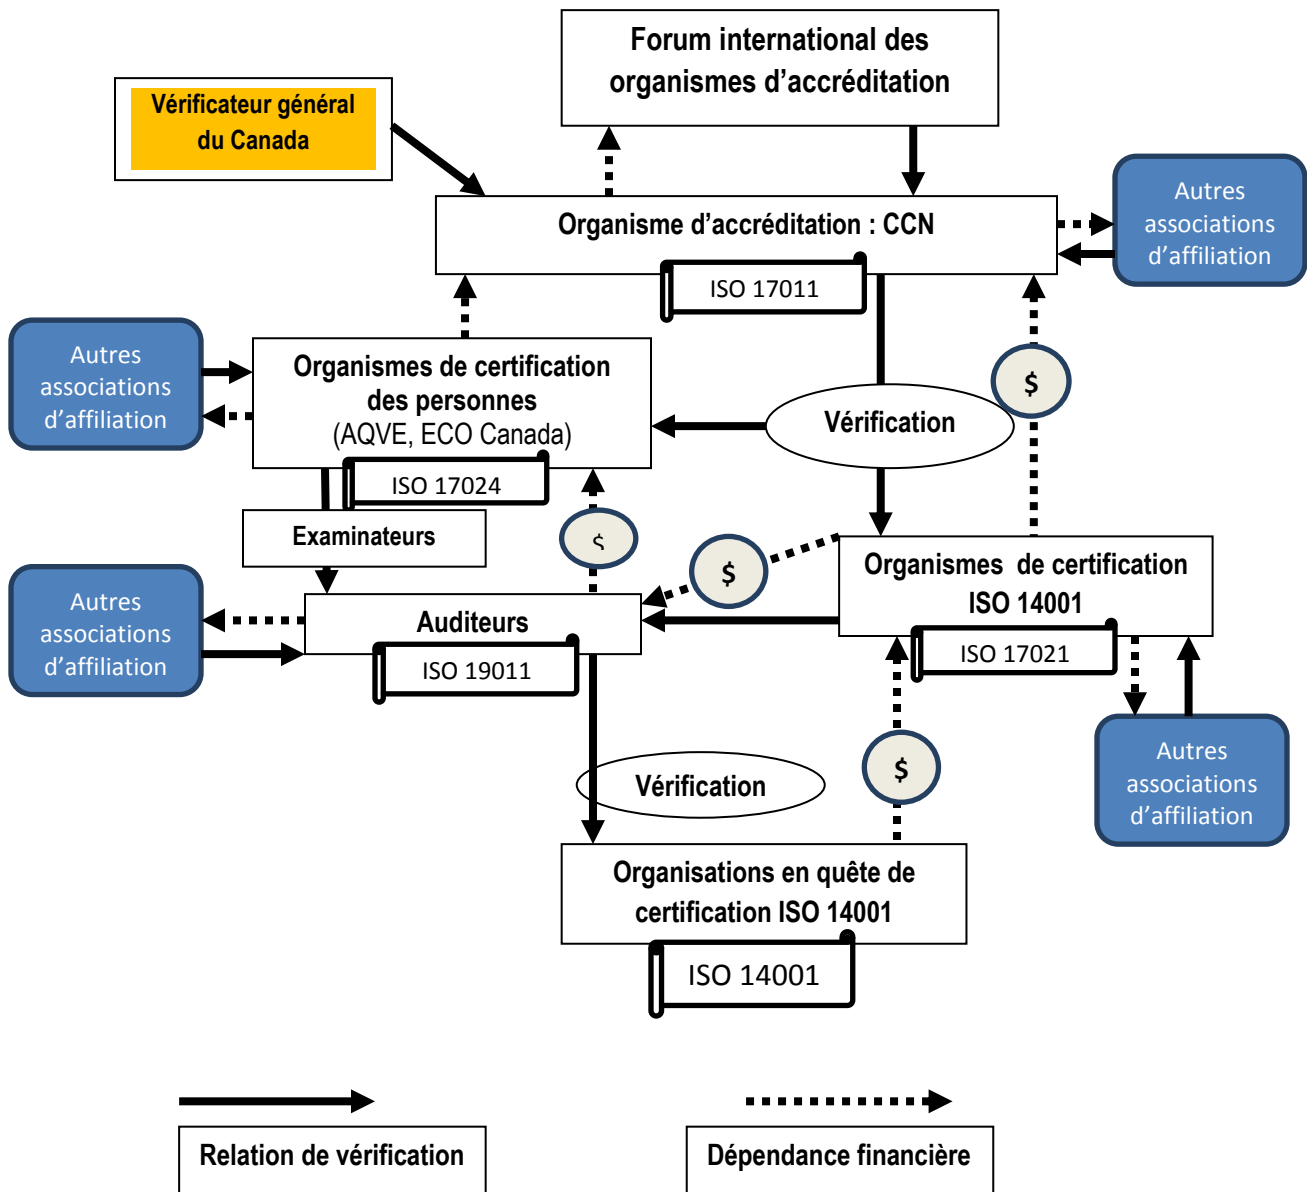 Forum international des
organismes d’accréditation
Vérificateur général
du Canada
Organisme d’accréditation : CCN
ISO 17011
Autres
associations
d’affiliation
Autres
associations
d’affiliation
Organismes de certification
des personnes
(AQVE, ECO Canada)
ISO 17024
$
Vérification
Examinateurs
$
$
Organismes de certification
ISO 14001
ISO 17021
Autres
associations
d’affiliation
Auditeurs
ISO 19011
Vérification
$
Autres
associations
d’affiliation
Organisations en quête de
certification ISO 14001
ISO 14001
Relation de vérification
Dépendance financière